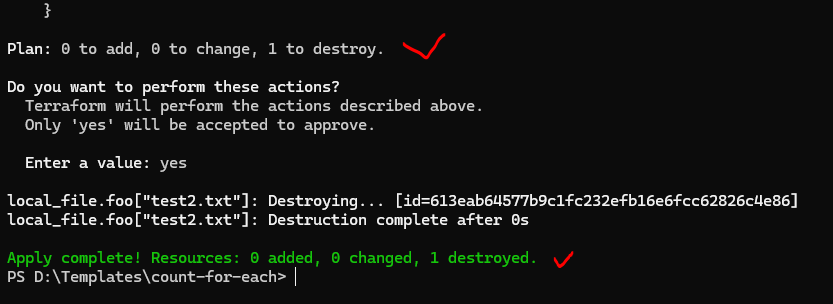 }
Plan: 0 to add, 0 to change, 1 to destroy.
Do you want to perform these actions?
Terraform will perform the actions described above.
Only 'yes' will be accepted to approve.
Enter a value: yes
local_file.foo["test2.txt"]: Destroying... [id=613eab64577b9c1fc232efb16e6fcc62826c4e86]
local_file.foo["test2.txt"]: Destruction complete after 0s
Apply complete! Resources: 0 added, 0 changed, 1 destroyed.
PS D:\Templates\count-for-each>